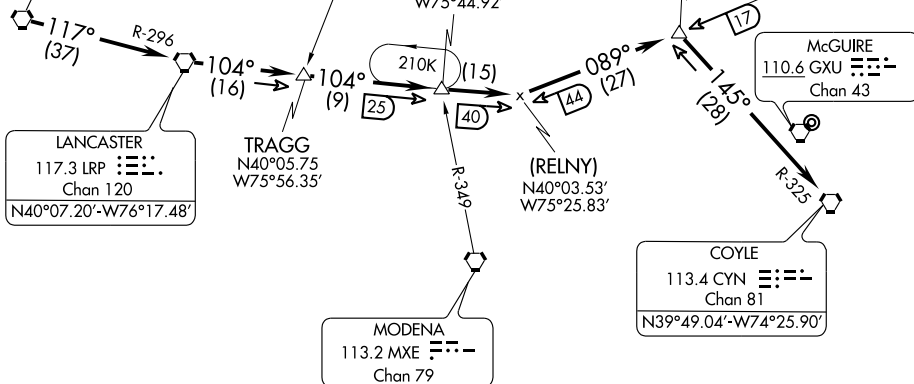 W75°44.92'
117°
(37)
R-296
104°
(16)
104°
(9)
25
210K
(15)
40
44
089°
(27)
17
145°
(28)
R-325
R-349
McGUIRE
110.6 GXU
Chan 43
LANCASTER
117.3 LRP
Chan 120
N40°07.20'-W76°17.48'
TRAGG
N40°05.75
W75°56.35'
(RELNY)
N40°03.53'
W75°25.83'
COYLE
113.4 CYN
Chan 81
N39°49.04'-W74°25.90'
MODENA
113.2 MXE
Chan 79